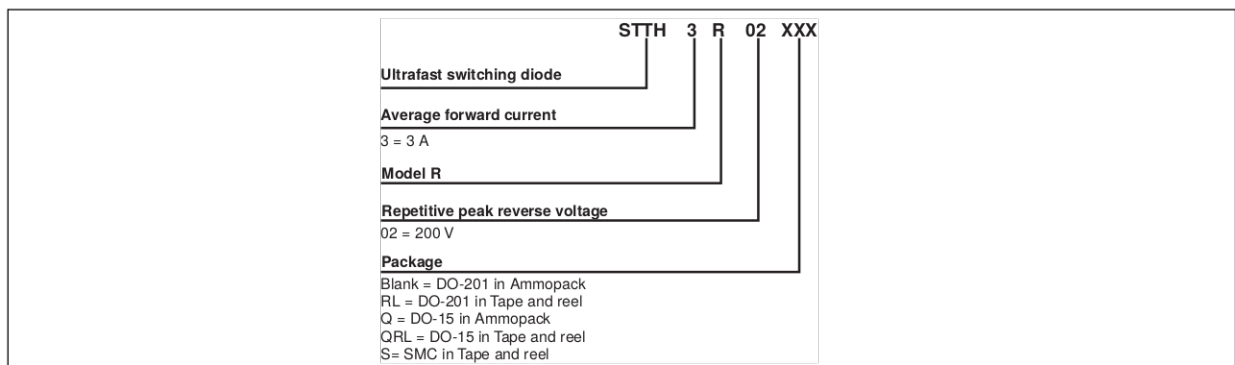 STTH 3 R 02 XXX
Ultrafast switching diode
Average forward current
3 = 3 A
Model R
Repetitive peak reverse voltage
02 = 200 V
Package
Blank = DO-201 in Ammopack
RL = DO-201 in Tape and reel
Q = DO-15 in Ammopack
QRL = DO-15 in Tape and reel
S= SMC in Tape and reel